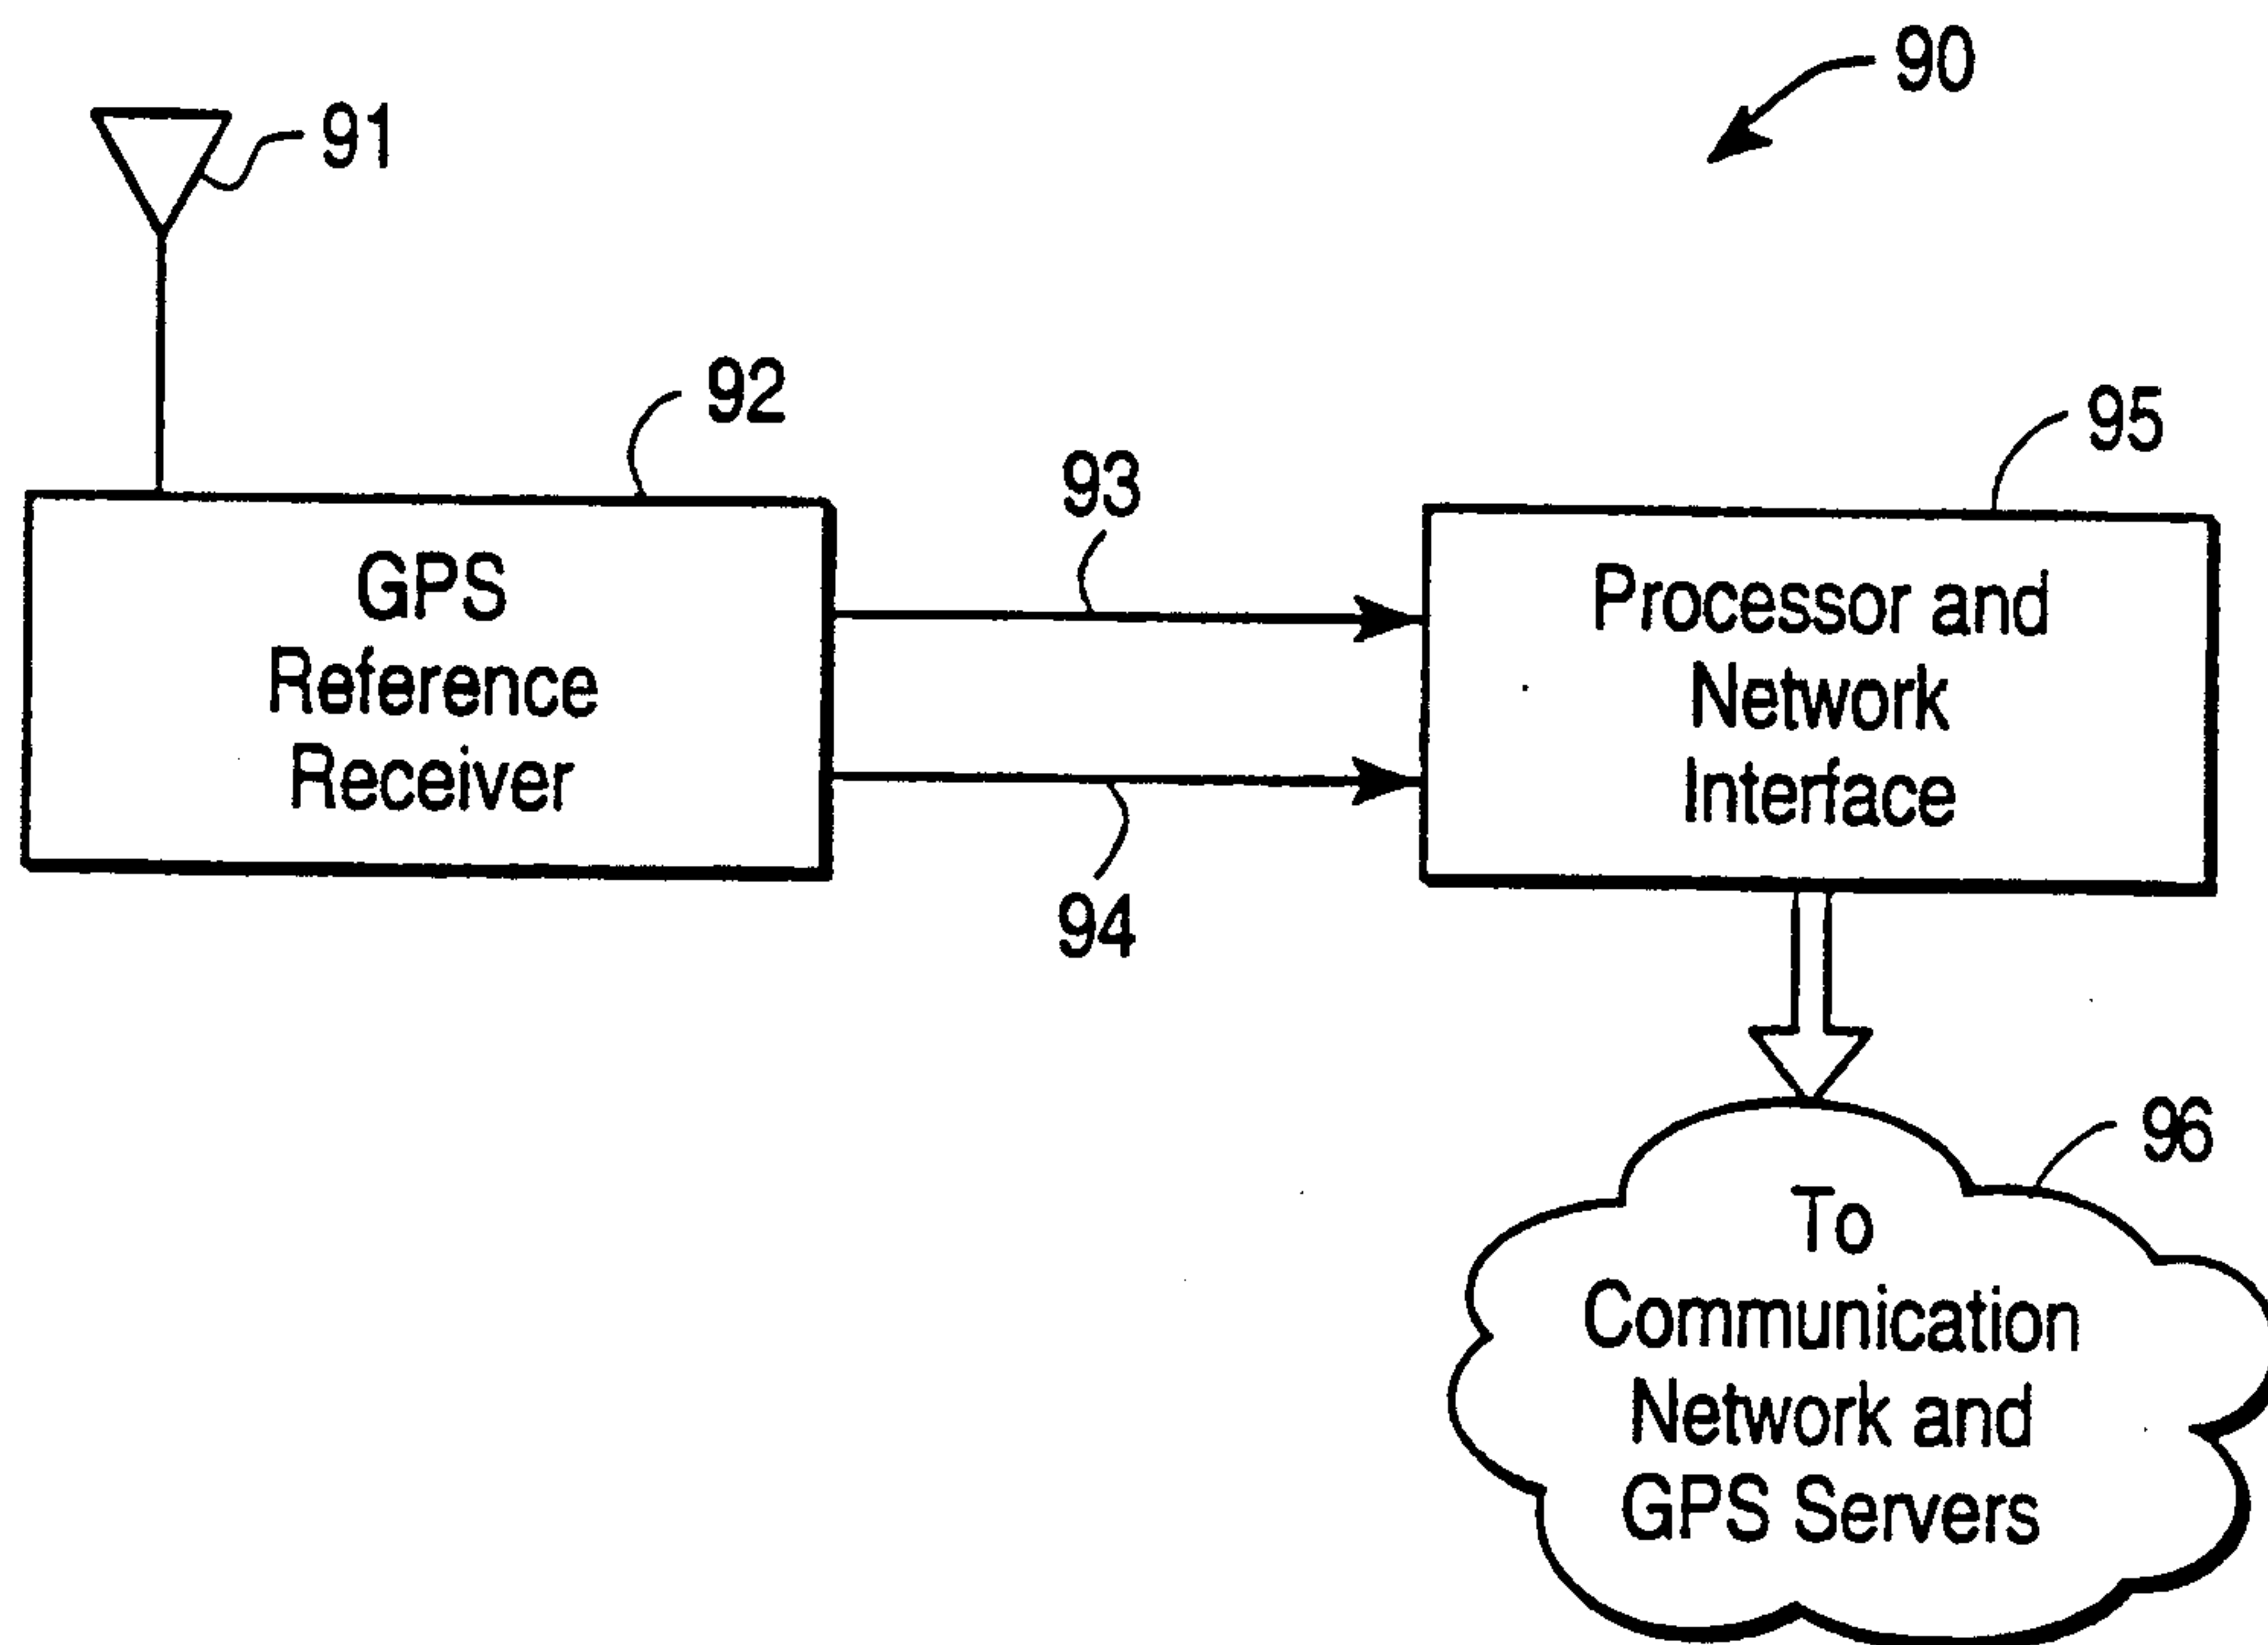 90
91
92
93
95
GPS
Reference
Receiver
Processor and
Network
Interface
94
96
To
Communication
Network and
GPS Servers